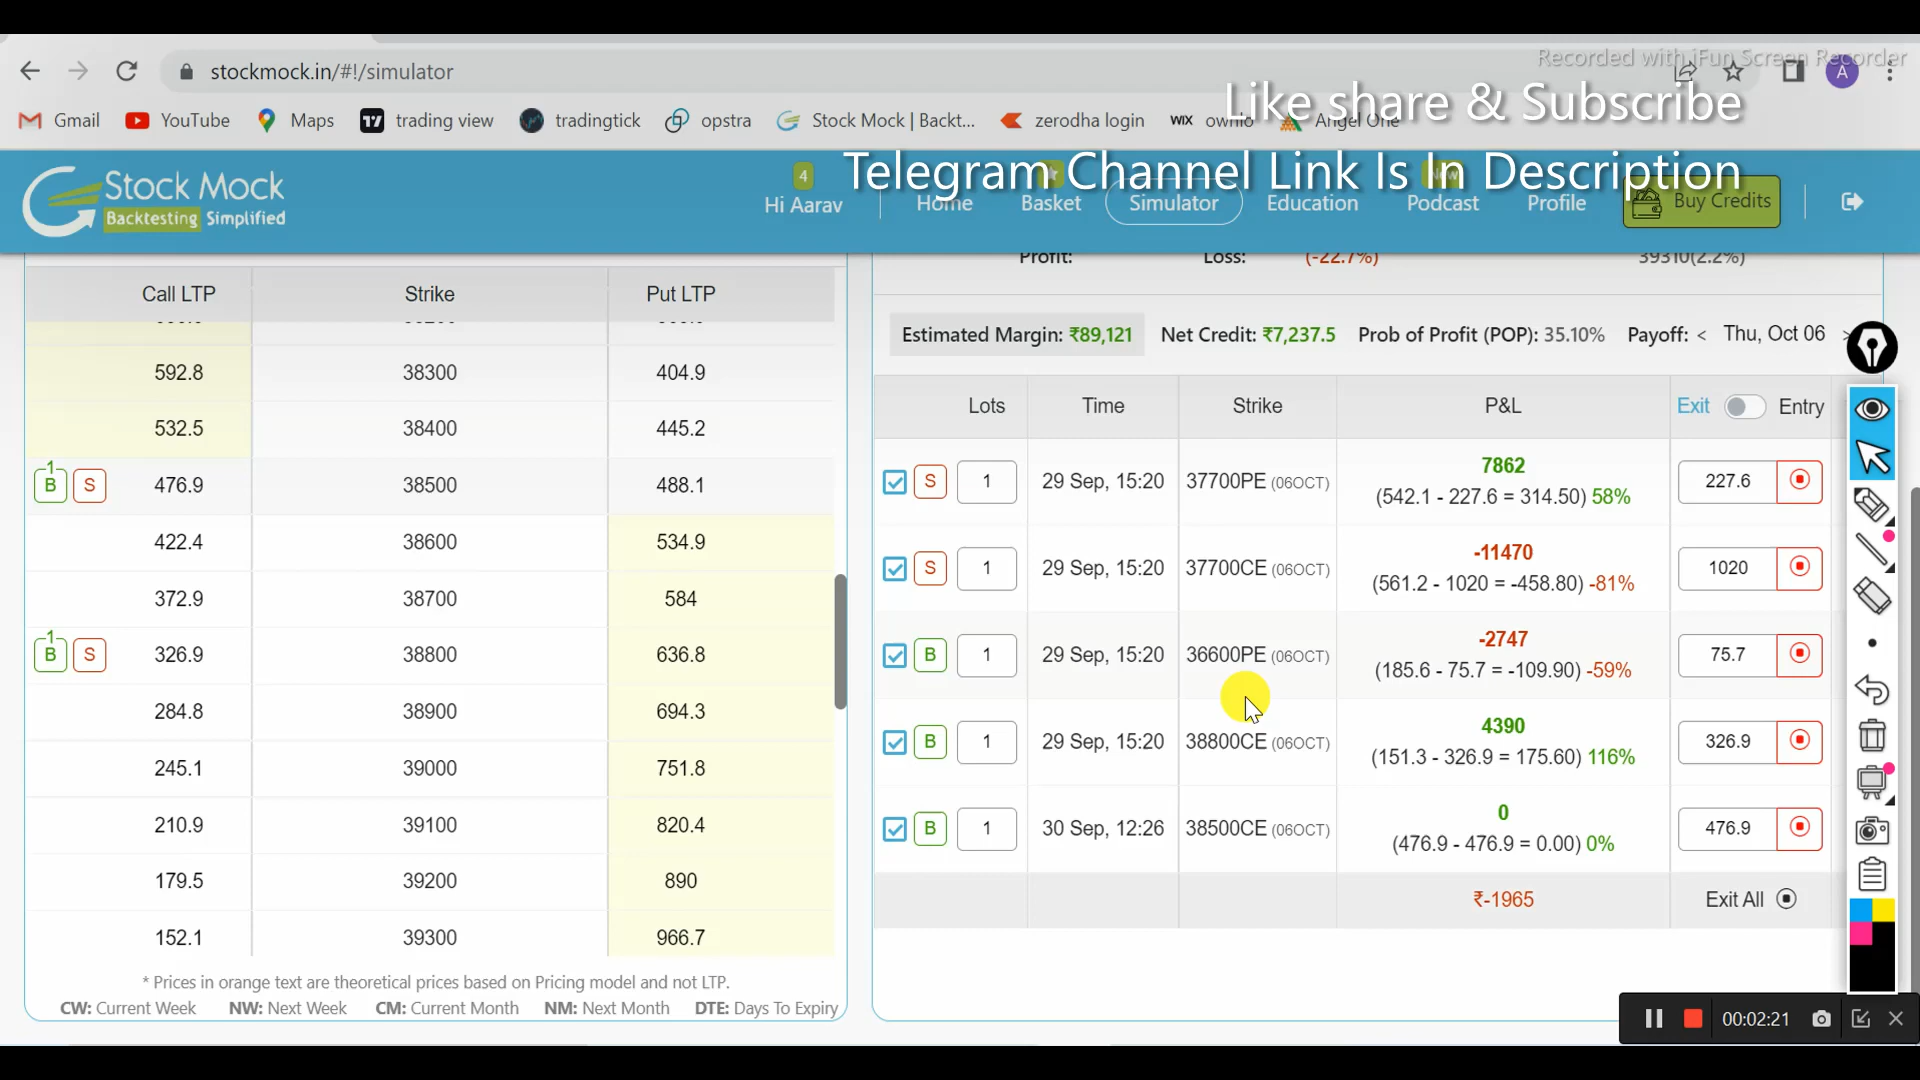 Recorded with iFun Screen Recorder
stockmock.in/#!/simulator
A
Like share & Subscribe
Gmail YouTube Maps trading view tradingtick opstra Stock Mock | Backt... zerodha login WIX Angel One
Telegram Channel Link Is In Description
Stock Mock
Backtesting Simplified
4
Hi Aarav Home Basket Simulator Education Podcast Profile Buy Credits
Profit: Loss: (-22.7%) 39310(2.2%)
Call LTP Strike Put LTP
592.8 38300 404.9
532.5 38400 445.2
1
B S 476.9 38500 488.1
422.4 38600 534.9
372.9 38700 584
1
B S 326.9 38800 636.8
284.8 38900 694.3
245.1 39000 751.8
210.9 39100 820.4
179.5 39200 890
152.1 39300 966.7
* Prices in orange text are theoretical prices based on Pricing model and not LTP.
CW: Current Week NW: Next Week CM: Current Month NM: Next Month DTE: Days To Expiry
Estimated Margin: ₹89,121 Net Credit: ₹7,237.5 Prob of Profit (POP): 35.10% Payoff: < Thu, Oct 06 >
Lots Time Strike P&L Exit Entry
7862
S 1 29 Sep, 15:20 37700PE (06OCT) 227.6
(542.1 - 227.6 = 314.50) 58%
-11470
S 1 29 Sep, 15:20 37700CE (06OCT) 1020
(561.2 - 1020 = -458.80) -81%
-2747
B 1 29 Sep, 15:20 36600PE (06OCT) 75.7
(185.6 - 75.7 = -109.90) -59%
4390
B 1 29 Sep, 15:20 38800CE (06OCT) 326.9
(151.3 - 326.9 = 175.60) 116%
0
B 1 30 Sep, 12:26 38500CE (06OCT) 476.9
(476.9 - 476.9 = 0.00) 0%
₹-1965 Exit All
00:02:21